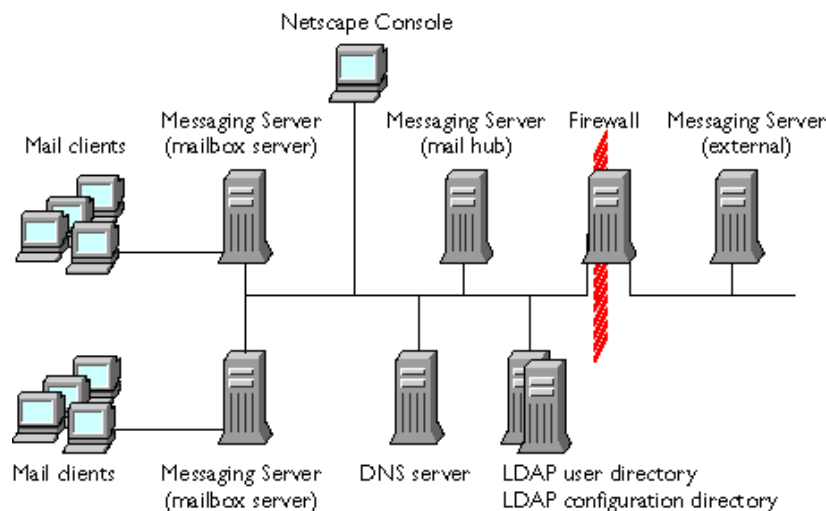 Netscape Console
Mail clients
Messaging Server
(mailbox server)
Messaging Server
(mail hub)
Firewall
Messaging Server
(external)
Mail clients
Messaging Server
(mailbox server)
DNS server
LDAP user directory
LDAP configuration directory